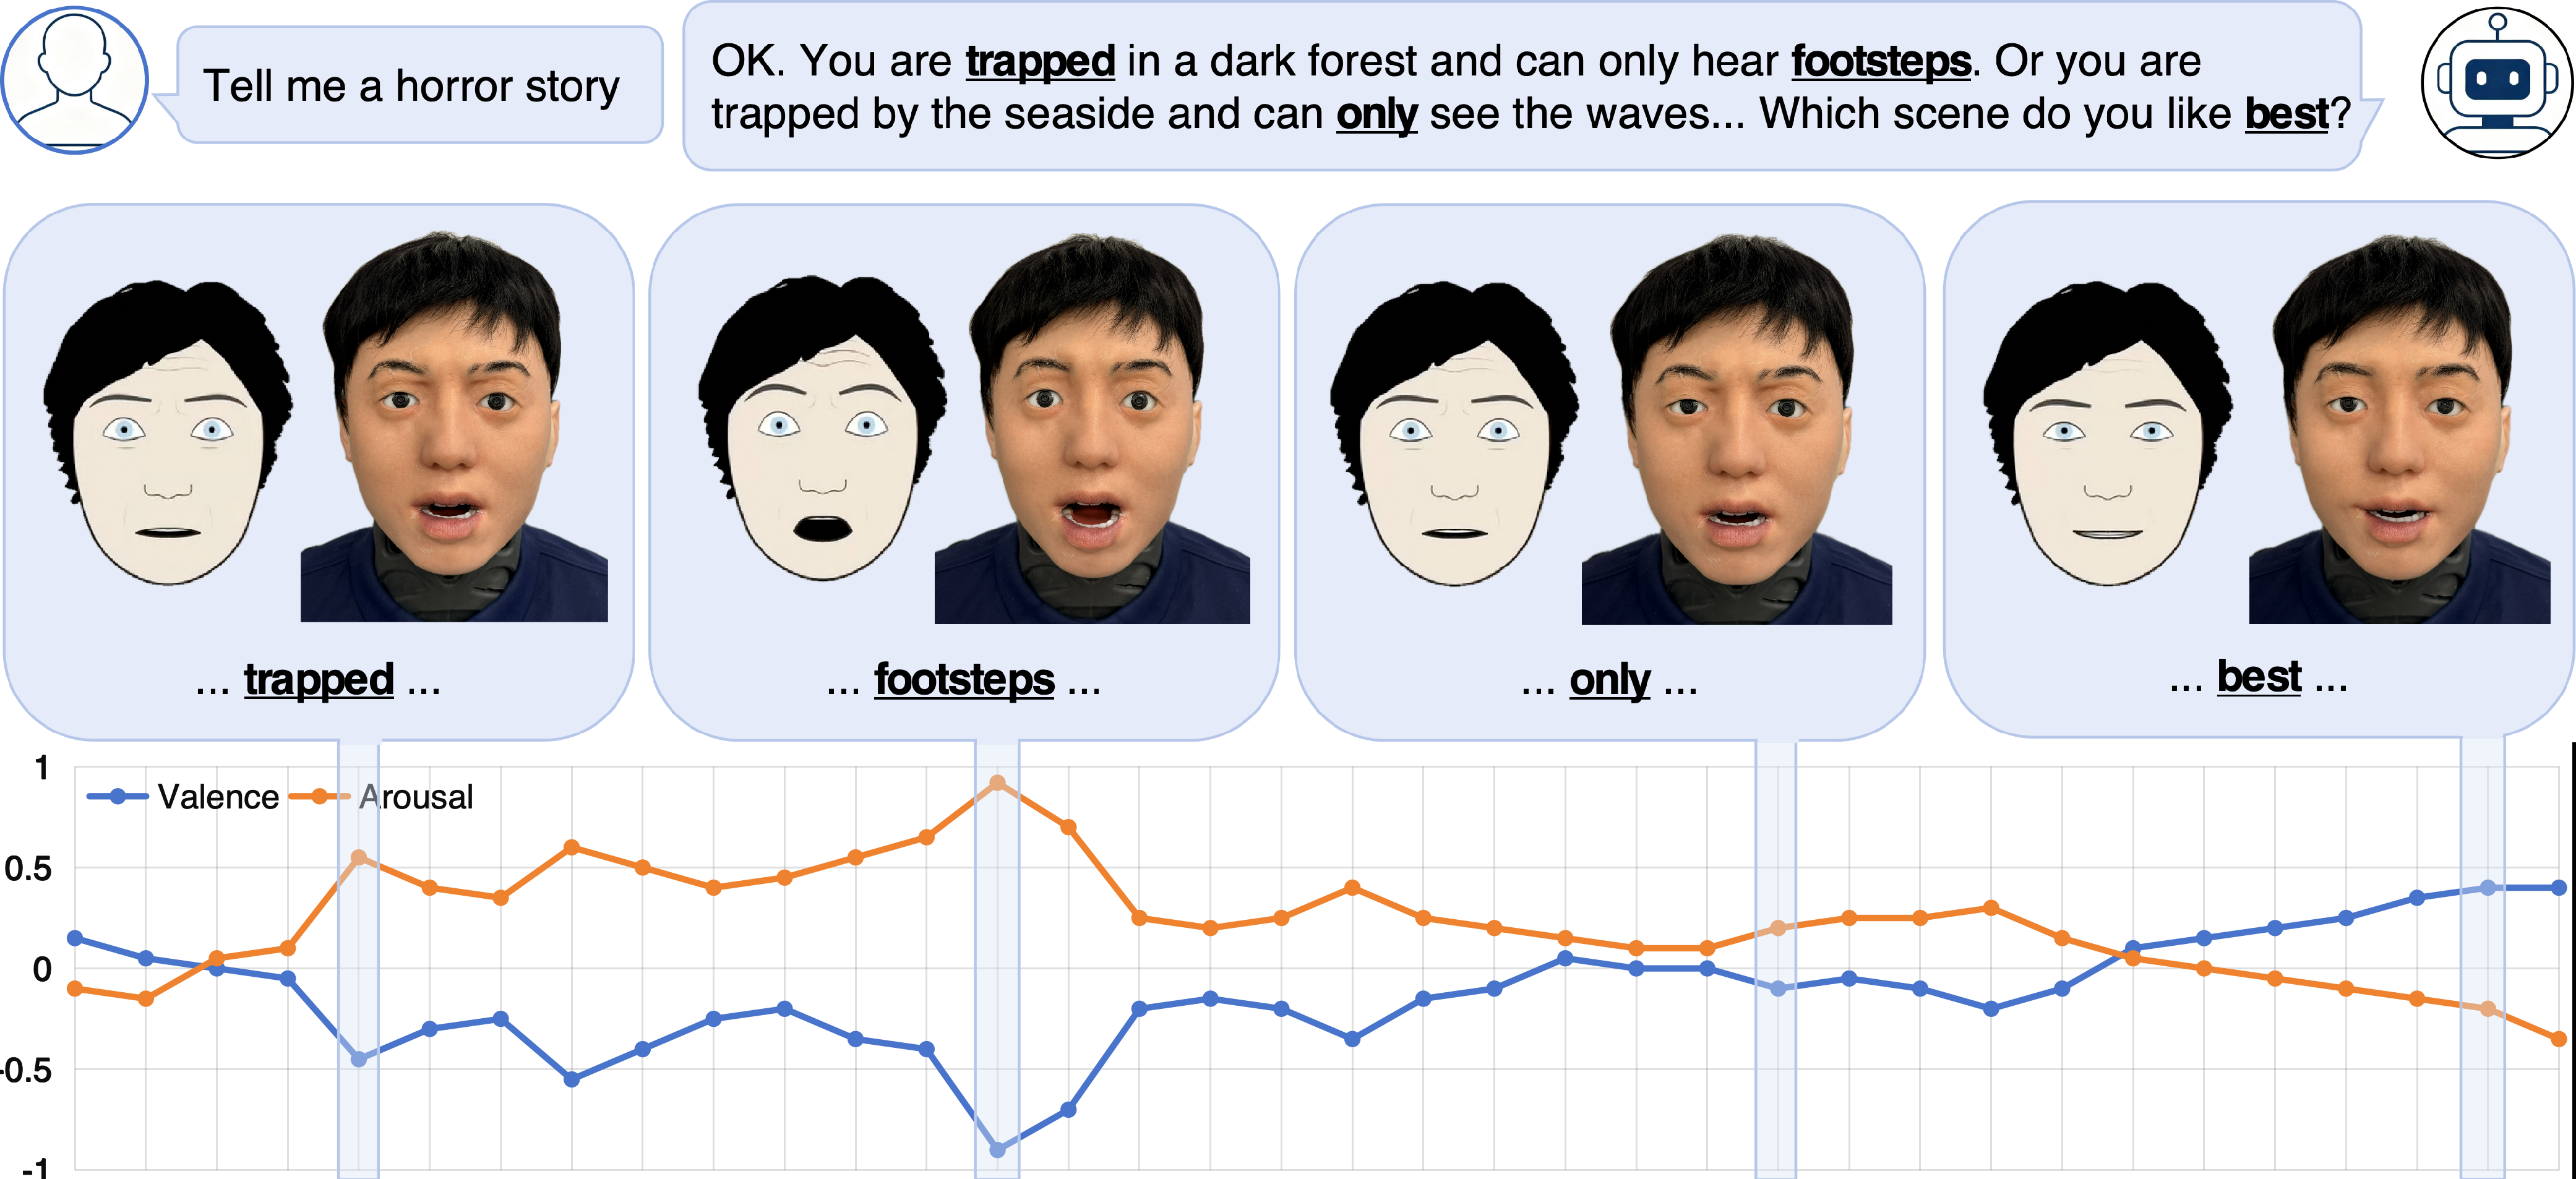 Tell me a horror story
OK. You are trapped in a dark forest and can only hear footsteps. Or you are
trapped by the seaside and can only see the waves... Which scene do you like best?
... trapped ...
... footsteps ...
... only ...
... best ...
1
Valence
Arousal
0.5
0
-0.5
-1